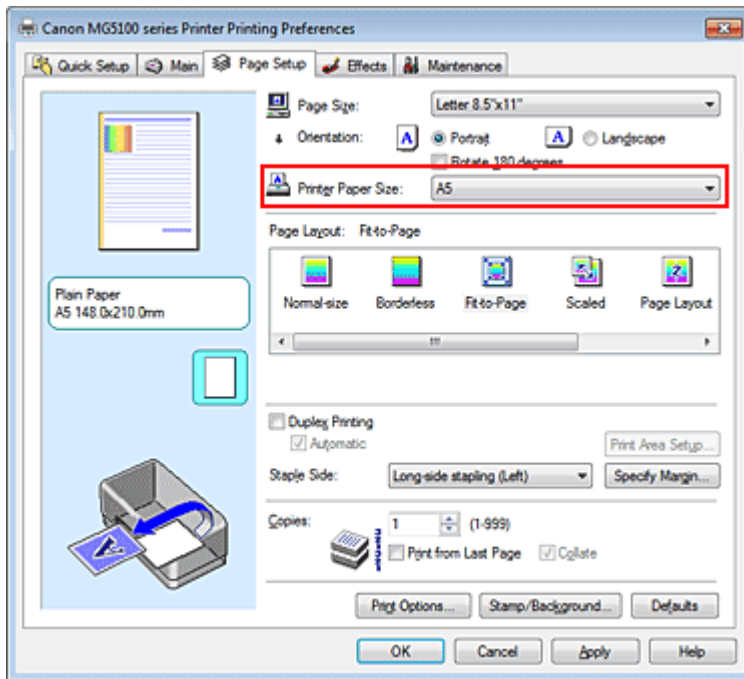 Canon MG5100 series Printer Printing Preferences
Quick Setup Main Page Setup Effects Maintenance
Page Size: Letter 8.5"x11"
Orientation: A Portrait A Landscape
Rotate 180 degrees
Printer Paper Size: A5
Page Layout: Fit-to-Page
Normal-size Borderless Fit-to-Page Scaled Page Layout
Plain Paper
A5 148.0x210.0mm
Duplex Printing
Automatic
Print Area Setup...
Staple Side: Long-side stapling (Left) Specify Margin...
Copies: 1 (1-999)
Print from Last Page Collate
Print Options... Stamp/Background... Defaults
OK Cancel Apply Help